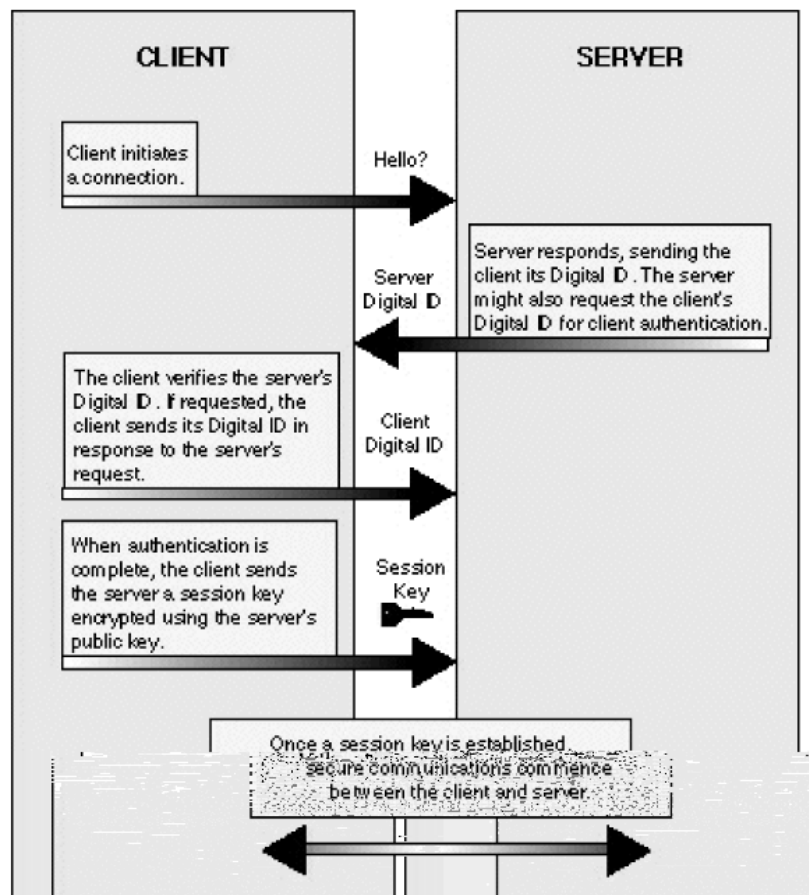 CLIENT
SERVER
Client initiates
a connection.
Hello?
Server responds, sending the
client its Digital ID. The server
might also request the client's
Digital ID for client authentication.
Server
Digital ID
The client verifies the server's
Digital ID. If requested, the
client sends its Digital ID in
response to the server's
request.
Client
Digital ID
When authentication is
complete, the client sends
the server a session key
encrypted using the server's
public key.
Session
Key
Once a session key is established,
secure communications commence
between the client and server.